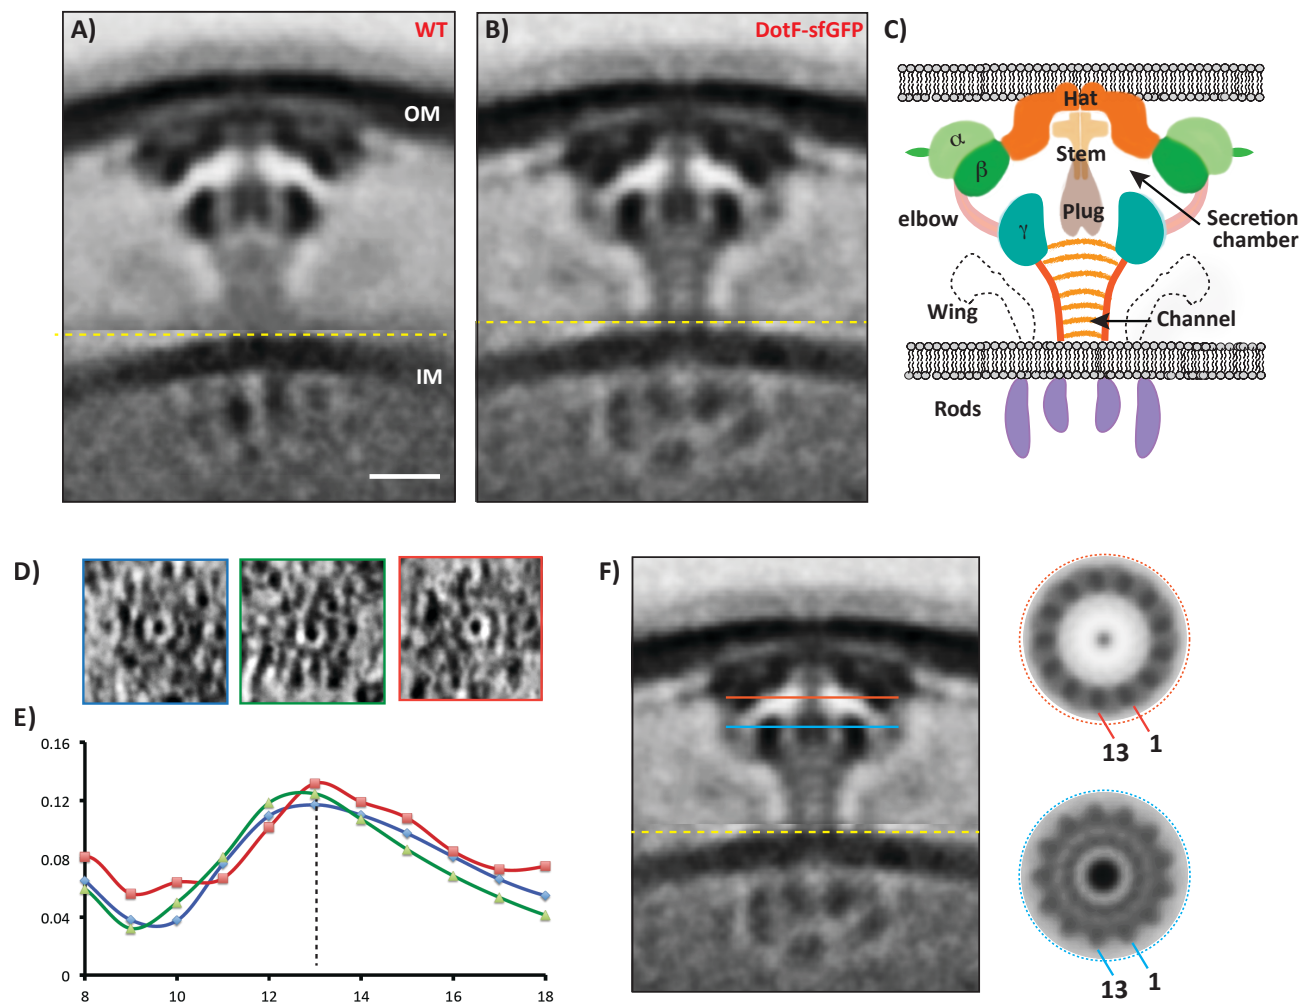 A)
WT
OM
IM
B)
DotF-sfGFP
C)
Hat
α
β
Stem
Plug
γ
elbow
Secretion
chamber
Wing
Channel
Rods
D)
E)
0.16
0.12
0.08
0.04
0
8
10
12
14
16
18
F)
13
1
13
1